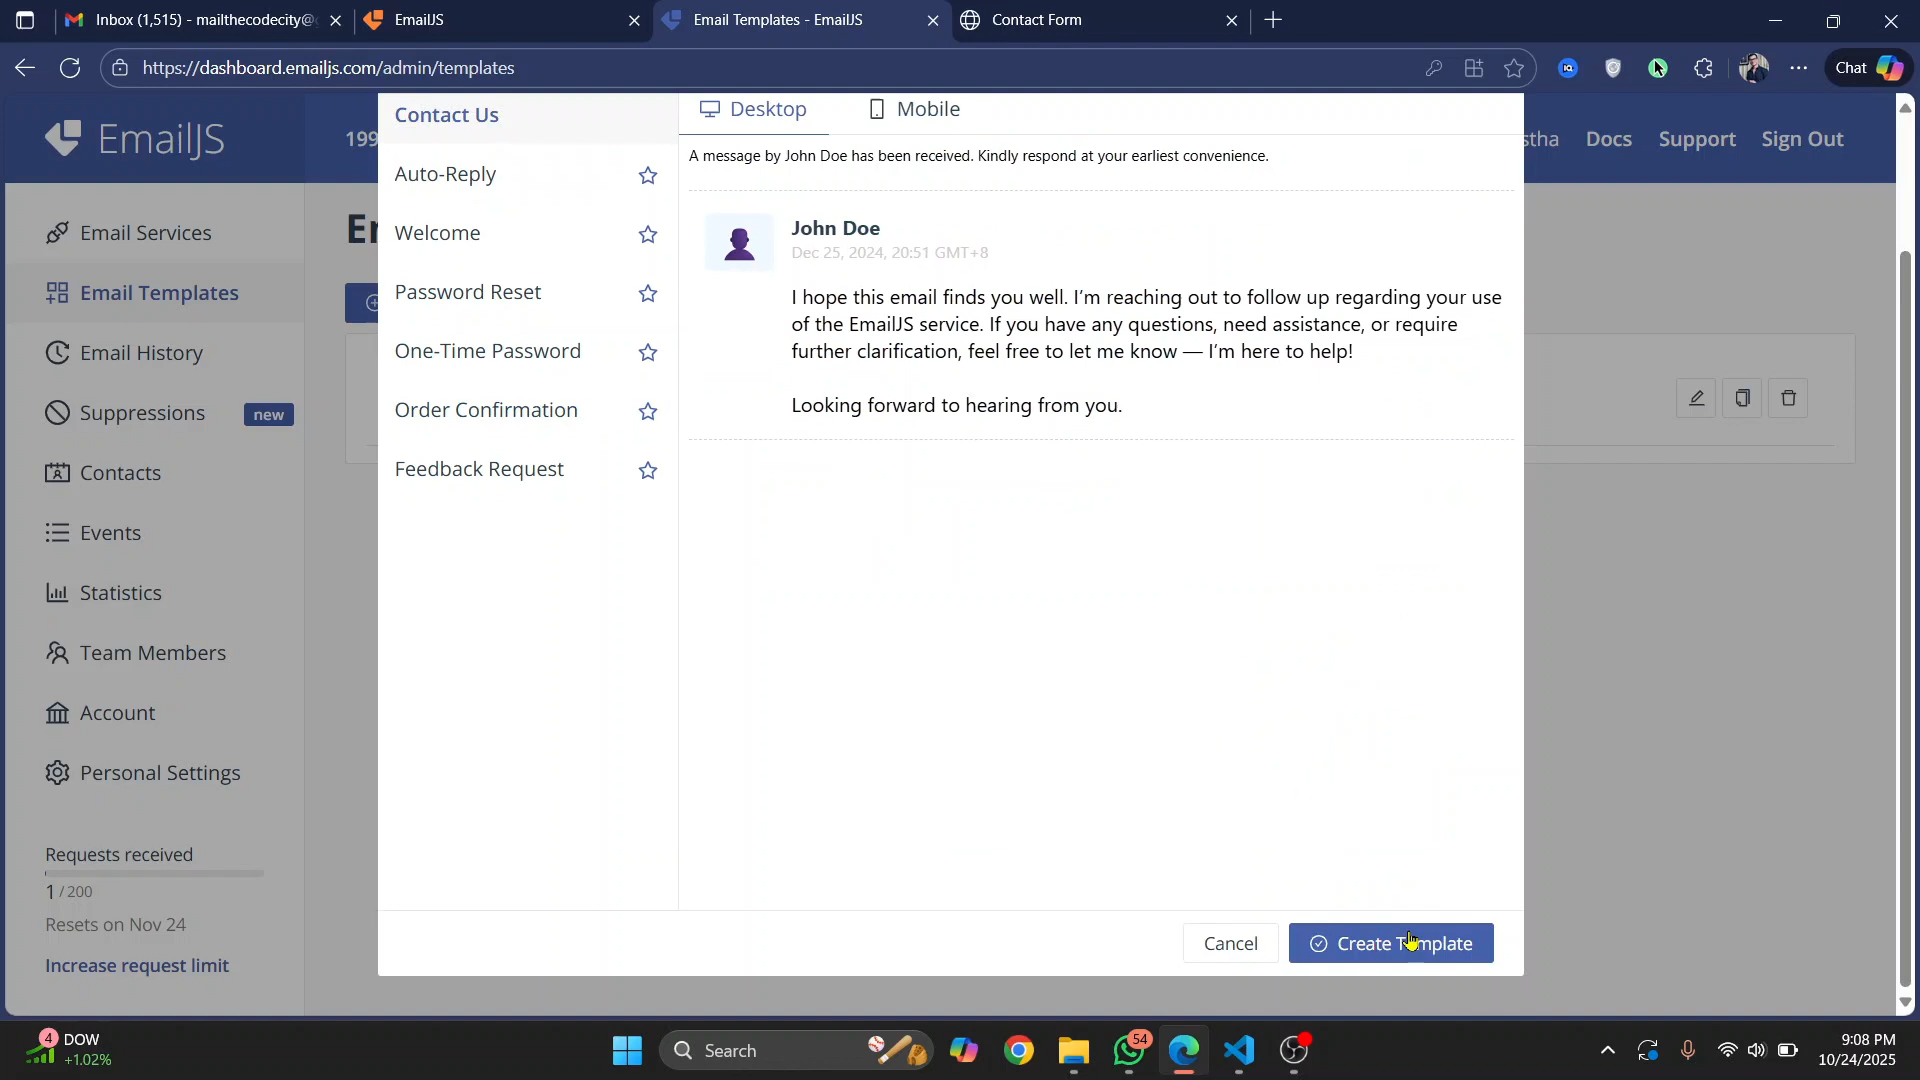 Inbox (1,515) - mailthecodecity@
EmailJS
Email Templates - EmailJS
Contact Form
https://dashboard.emailjs.com/admin/templates
Chat
EmailJS
199
Docs
Support
Sign Out
Email Services
Email Templates
Email History
Suppressions
new
Contacts
Events
Statistics
Team Members
Account
Personal Settings
Requests received
1 / 200
Resets on Nov 24
Increase request limit
Contact Us
Auto-Reply
Welcome
Password Reset
One-Time Password
Order Confirmation
Feedback Request
Desktop
Mobile
A message by John Doe has been received. Kindly respond at your earliest convenience.
John Doe
Dec 25, 2024, 20:51 GMT+8
I hope this email finds you well. I'm reaching out to follow up regarding your use
of the EmailJS service. If you have any questions, need assistance, or require
further clarification, feel free to let me know — I'm here to help!
Looking forward to hearing from you.
Cancel
Create Template
4
DOW
+1.02%
Search
54
9:08 PM
10/24/2025